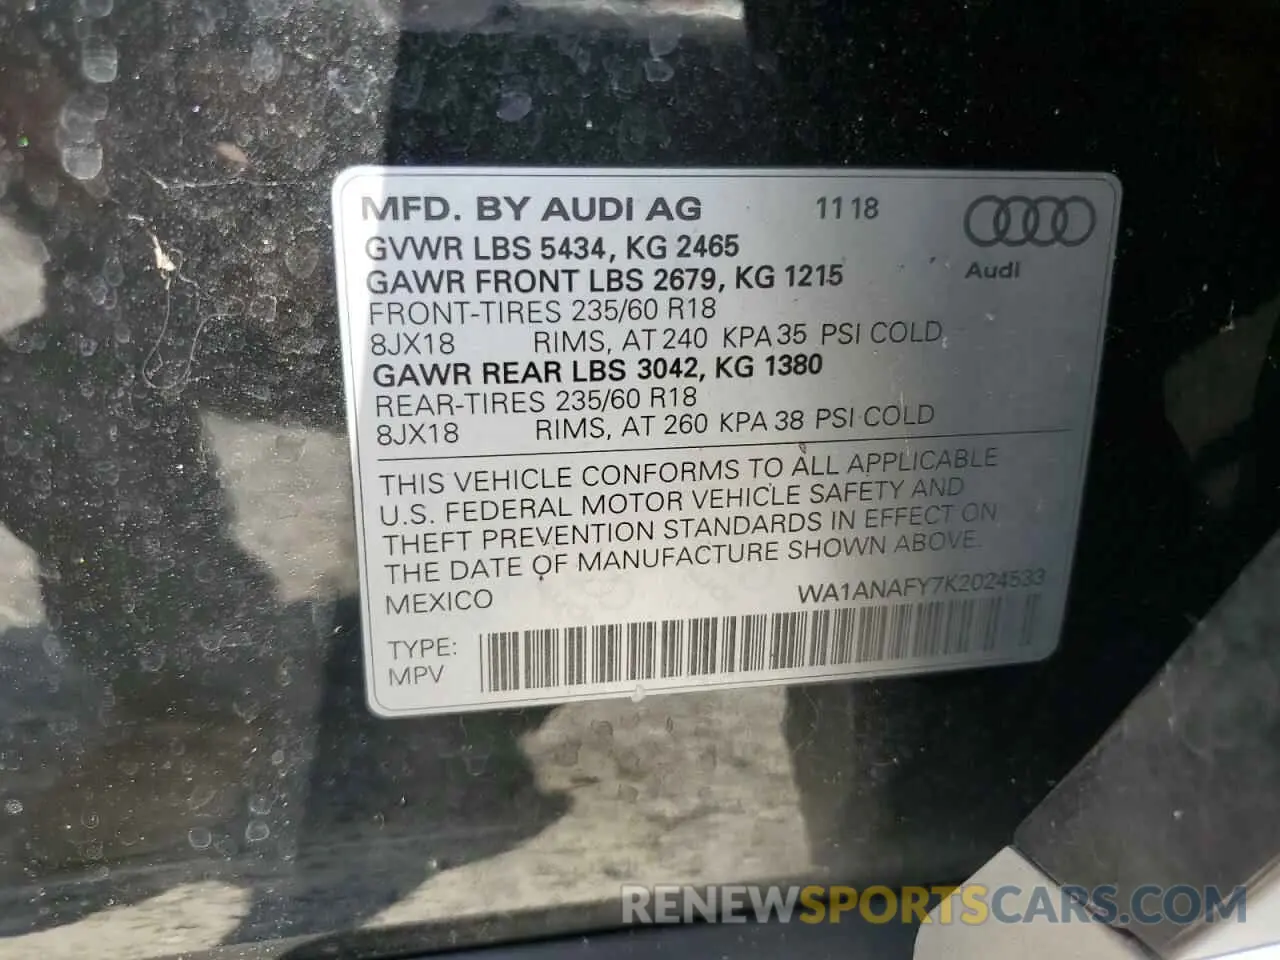 MFD. BY AUDI AG 11 18
Audi
GVWR LBS 5434, KG 2465
GAWR FRONT LBS 2679, KG 1215
FRONT-TIRES 235/60 R18
8JX18 RIMS, AT 240 KPA 35 PSI COLD
GAWR REAR LBS 3042, KG 1380
REAR-TIRES 235/60 R18
8JX18 RIMS, AT 260 KPA 38 PSI COLD
THIS VEHICLE CONFORMS TO ALL APPLICABLE
U.S. FEDERAL MOTOR VEHICLE SAFETY AND
THEFT PREVENTION STANDARDS IN EFFECT ON
THE DATE OF MANUFACTURE SHOWN ABOVE.
MEXICO WA1ANAFY7K2024533
TYPE:
MPV
RENEWSPORTSCARS.COM